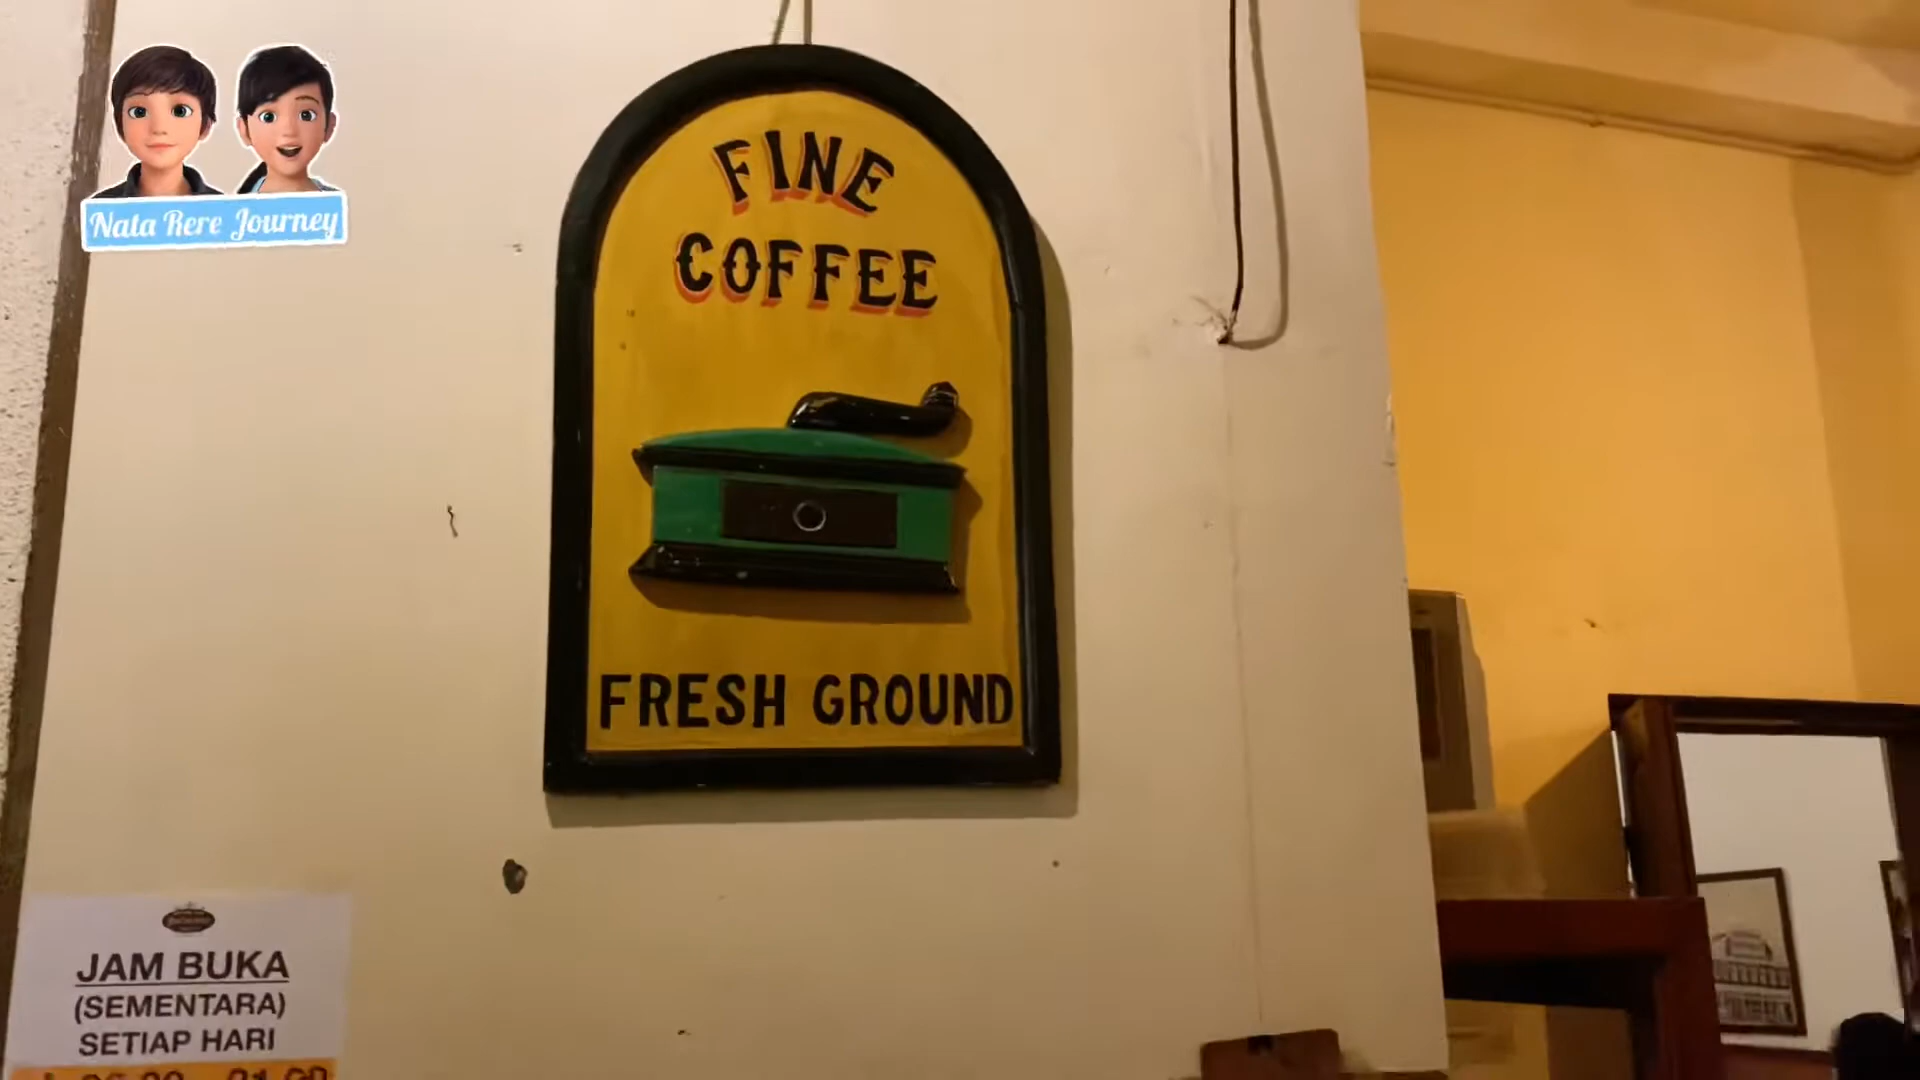 Nata Rere Journey
FINE
COFFEE
FRESH GROUND
JAM BUKA
(SEMENTARA)
SETIAP HARI